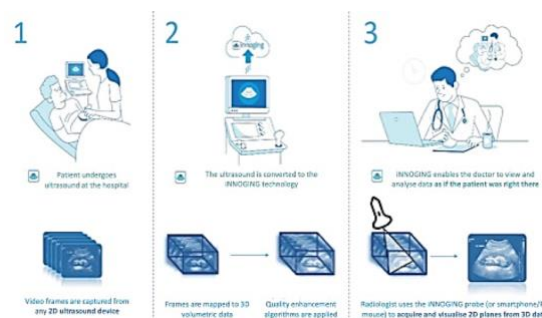 1
Patient undergoes
ultrasound at the hospital
Video frames are captured from
any 2D ultrasound device
2
innoging
The ultrasound is converted to the
iNNOGING technology
Frames are mapped to 3D
volumetric data
Quality enhancement
algorithms are applied
3
iNNOGING enables the doctor to view and
analyse data as if the patient was right there
Radiologist uses the iNNOGING probe (or smartphone/
mouse) to acquire and visualise 2D planes from 3D